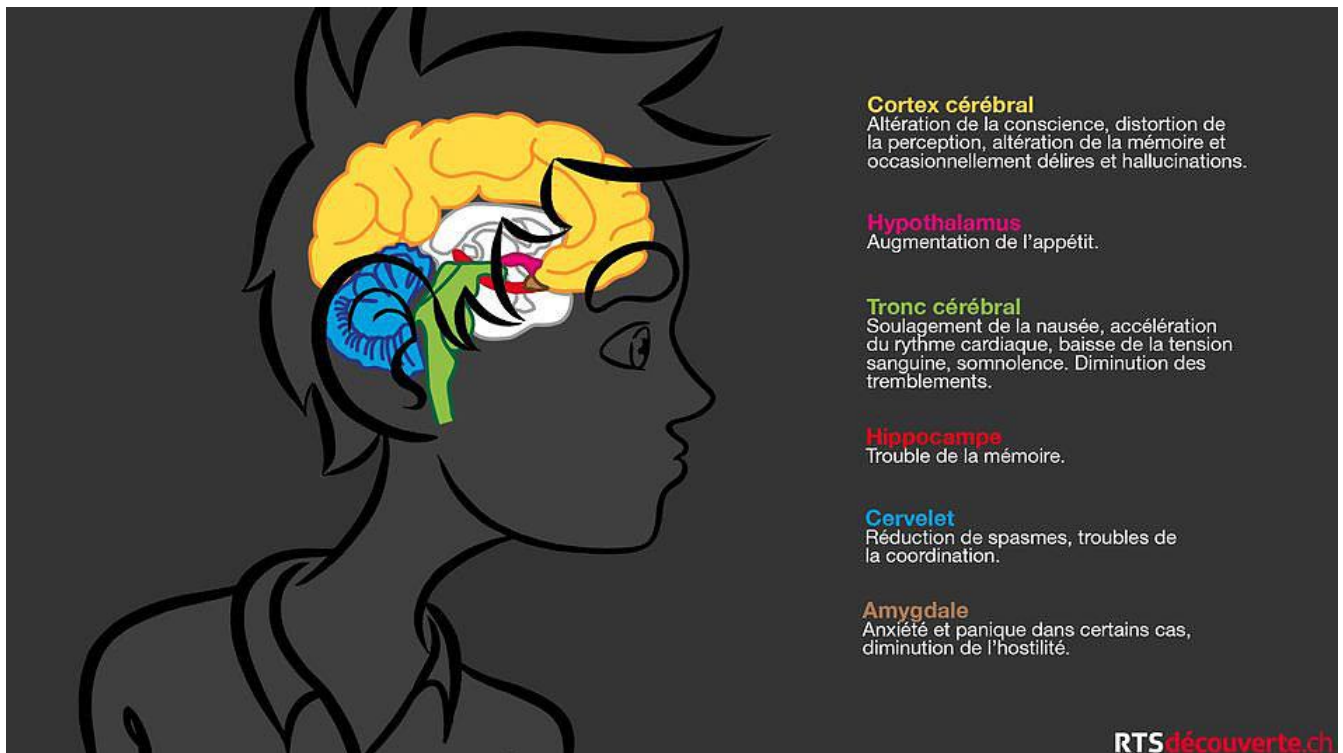 Cortex cérébral
Altération de la conscience, distortion de
la perception, altération de la mémoire et
occasionnellement délires et hallucinations.
Hypothalamus
Augmentation de l'appétit.
Tronc cérébral
Soulagement de la nausée, accélération
du rythme cardiaque, baisse de la tension
sanguine, somnolence. Diminution des
tremblements.
Hippocampe
Trouble de la mémoire.
Cervelet
Réduction de spasmes, troubles de
la coordination.
Amygdale
Anxiété et panique dans certains cas,
diminution de l'hostilité.
RTSdécouverte.ch